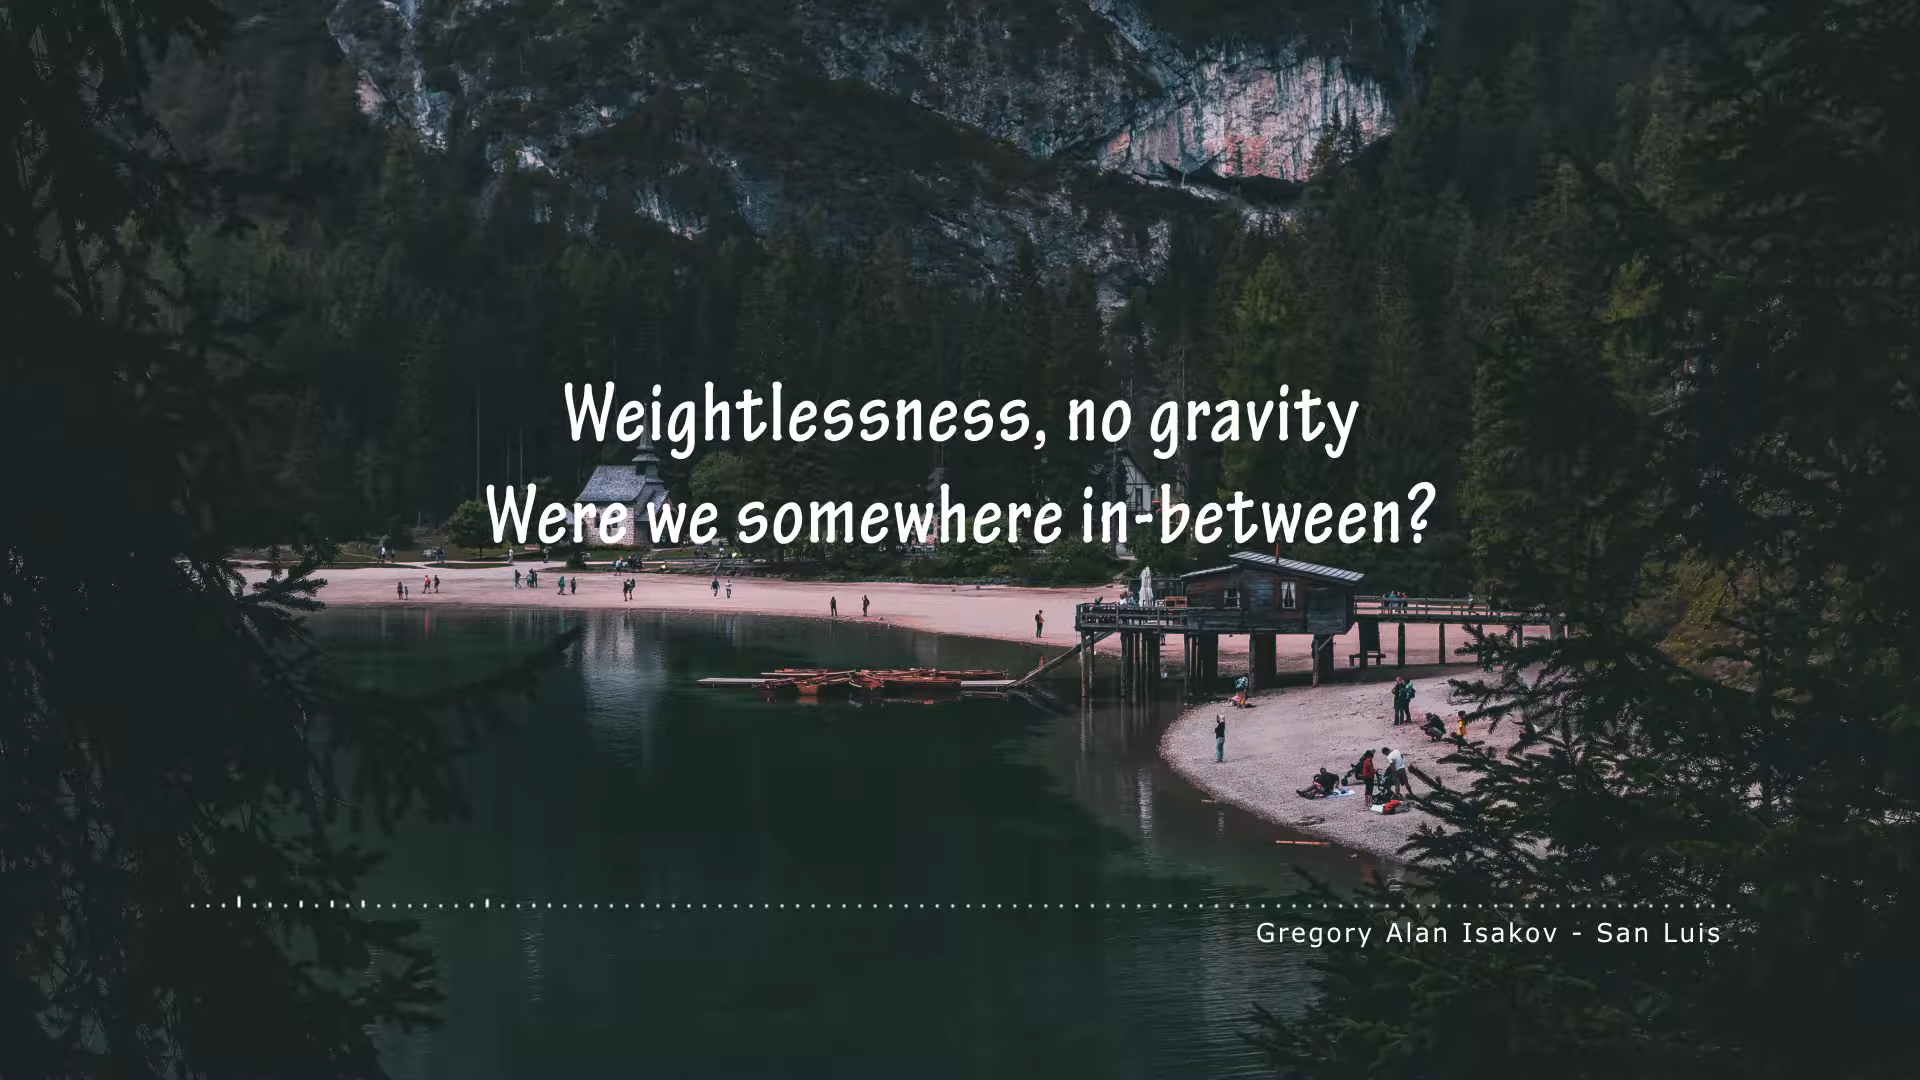 Weightlessness, no gravity
Were we somewhere in-between?
Gregory Alan Isakov - San Luis